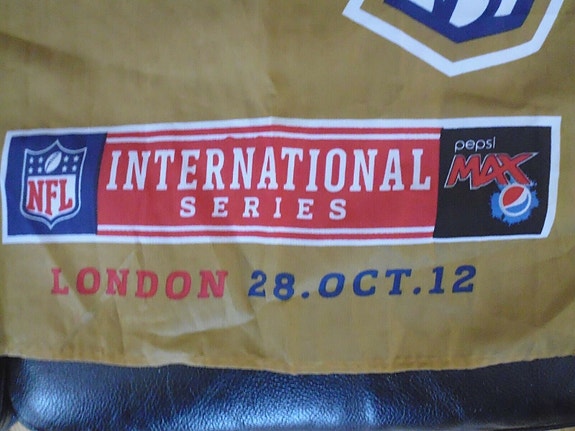 NFL
INTERNATIONAL
SERIES
pepsi
MAX
LONDON 28.OCT.12